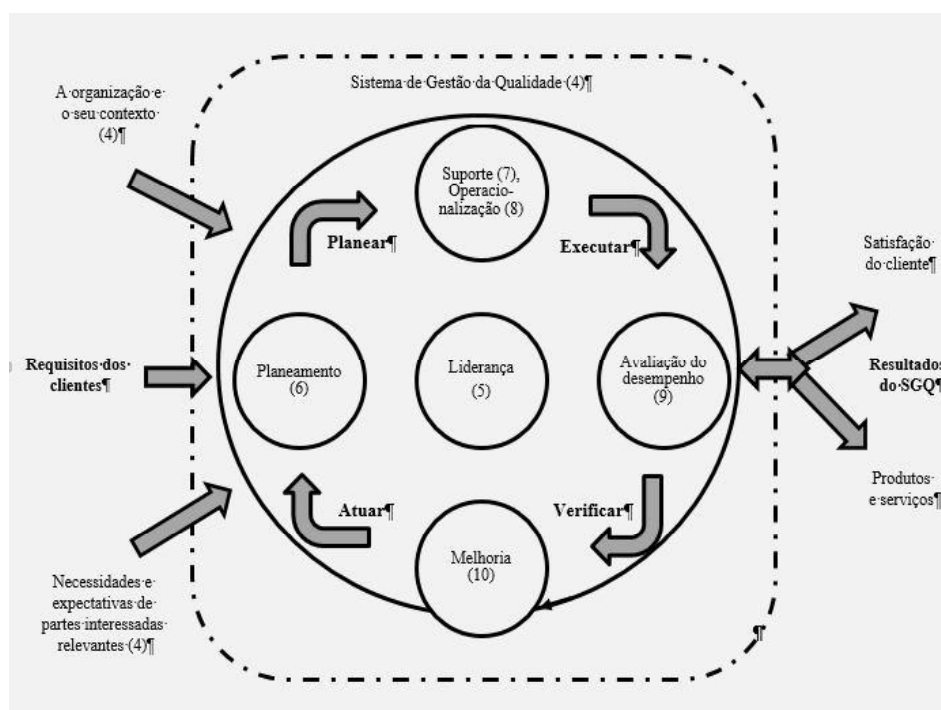 Sistema de Gestão da Qualidade (4)¶
A organização e
o seu contexto
(4)¶
Suporte (7),
Operacio-
nalização (8)
Planear¶
Executar¶
Satisfação
do cliente¶
Requisitos dos
clientes¶
Planeamento
(6)
Liderança
(5)
Avaliação do
desempenho
(9)
Resultados
do SGQ¶
Atuar¶
Verificar¶
Produtos
e serviços¶
Melhoria
(10)
Necessidades e
expectativas de
partes interessadas
relevantes (4)¶
¶